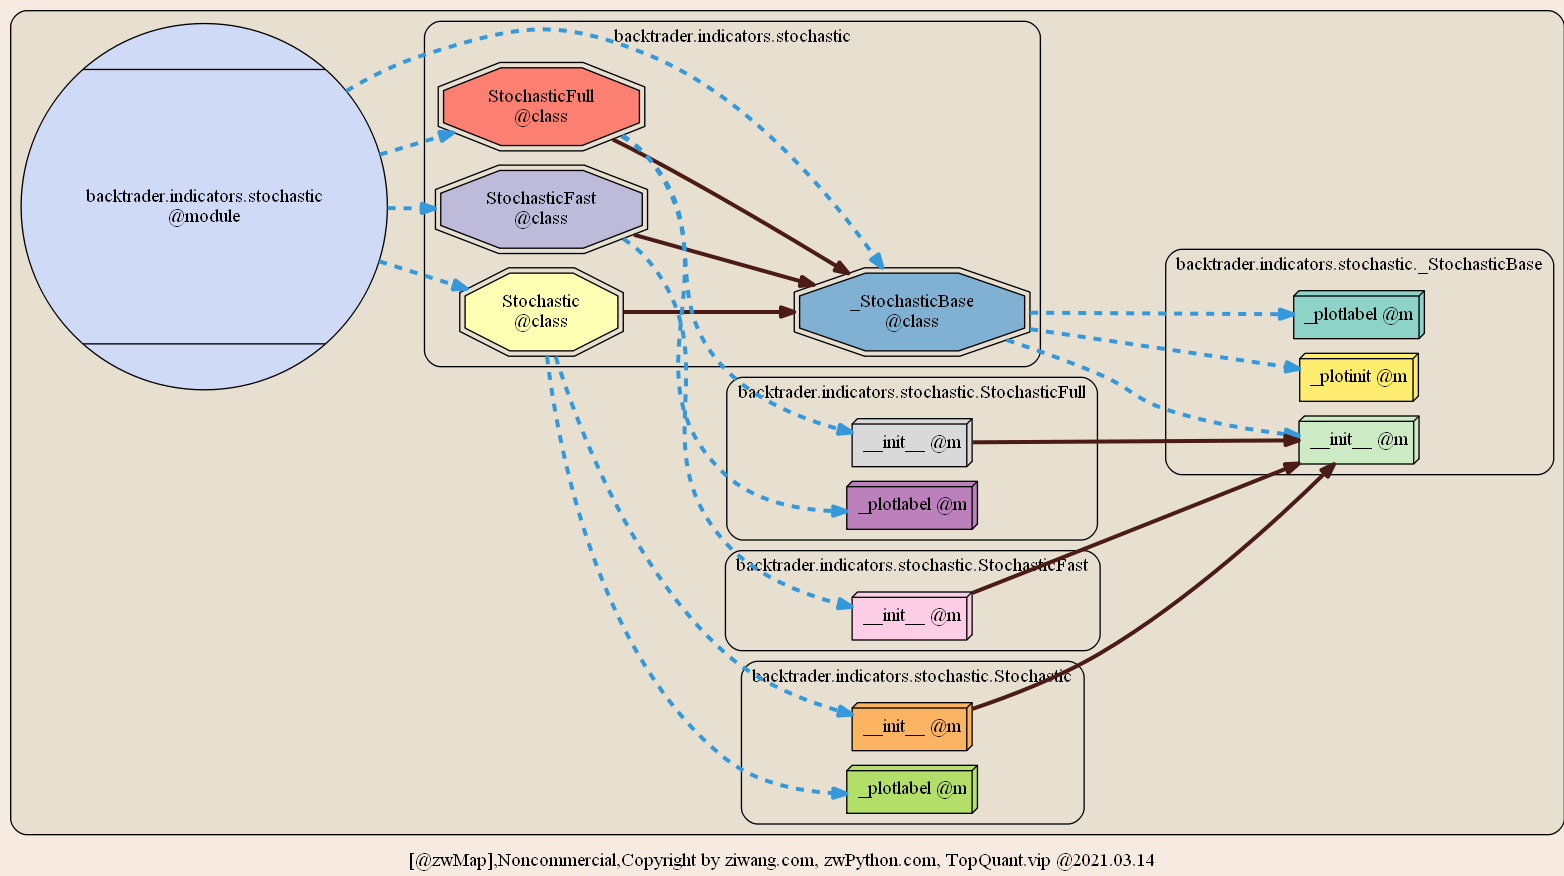 backtrader.indicators.stochastic
@module
backtrader.indicators.stochastic
StochasticFull
@class
StochasticFast
@class
Stochastic
@class
_StochasticBase
@class
backtrader.indicators.stochastic._StochasticBase
_plotlabel @m
_plotinit @m
__init__ @m
backtrader.indicators.stochastic.StochasticFull
__init__ @m
_plotlabel @m
backtrader.indicators.stochastic.StochasticFast
__init__ @m
backtrader.indicators.stochastic.Stochastic
__init__ @m
_plotlabel @m
[@zwMap],Noncommercial,Copyright by ziwang.com, zwPython.com, TopQuant.vip @2021.03.14